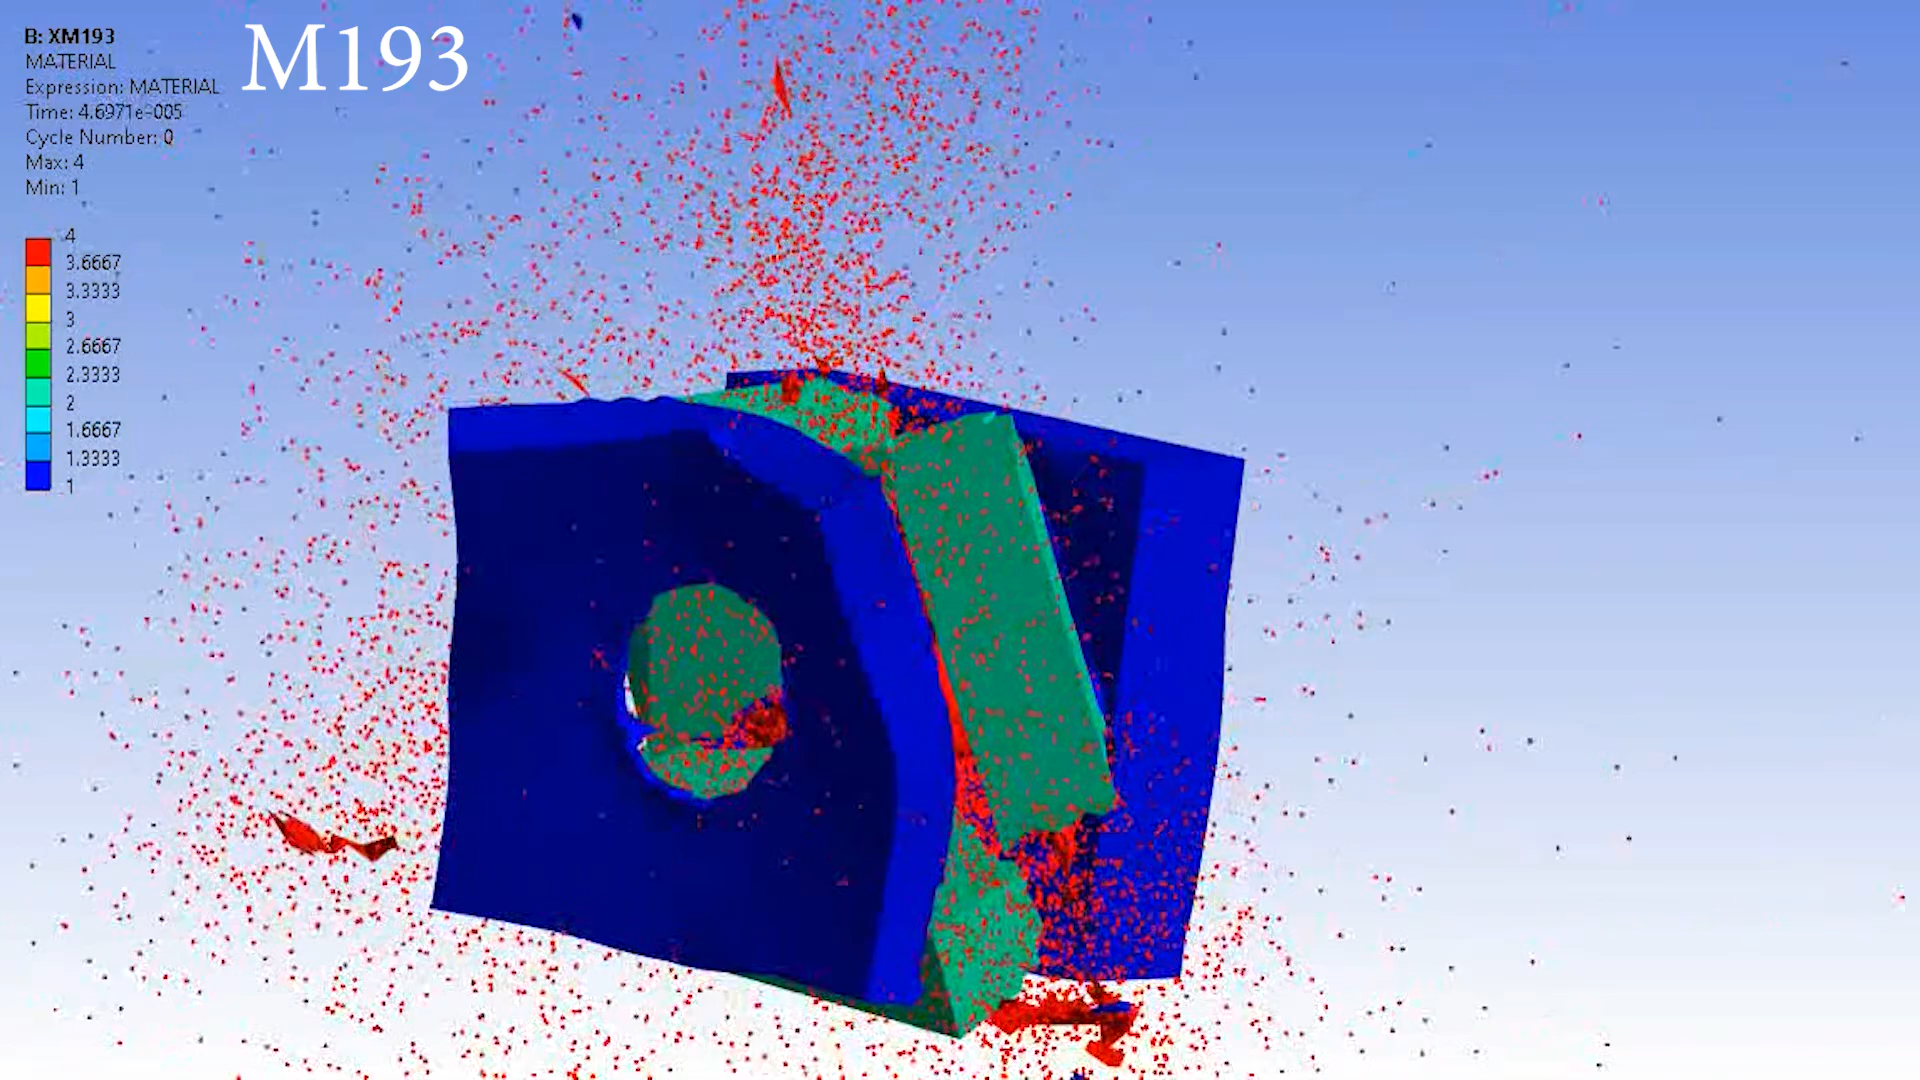 B: XM193
M193
MATERIAL
Expression: MATERIAL
Time: 4.6971e-005
Cycle Number: 0
Max: 4
Min: 1
4
3.6667
3.3333
3
2.6667
2.3333
2
1.6667
1.3333
1